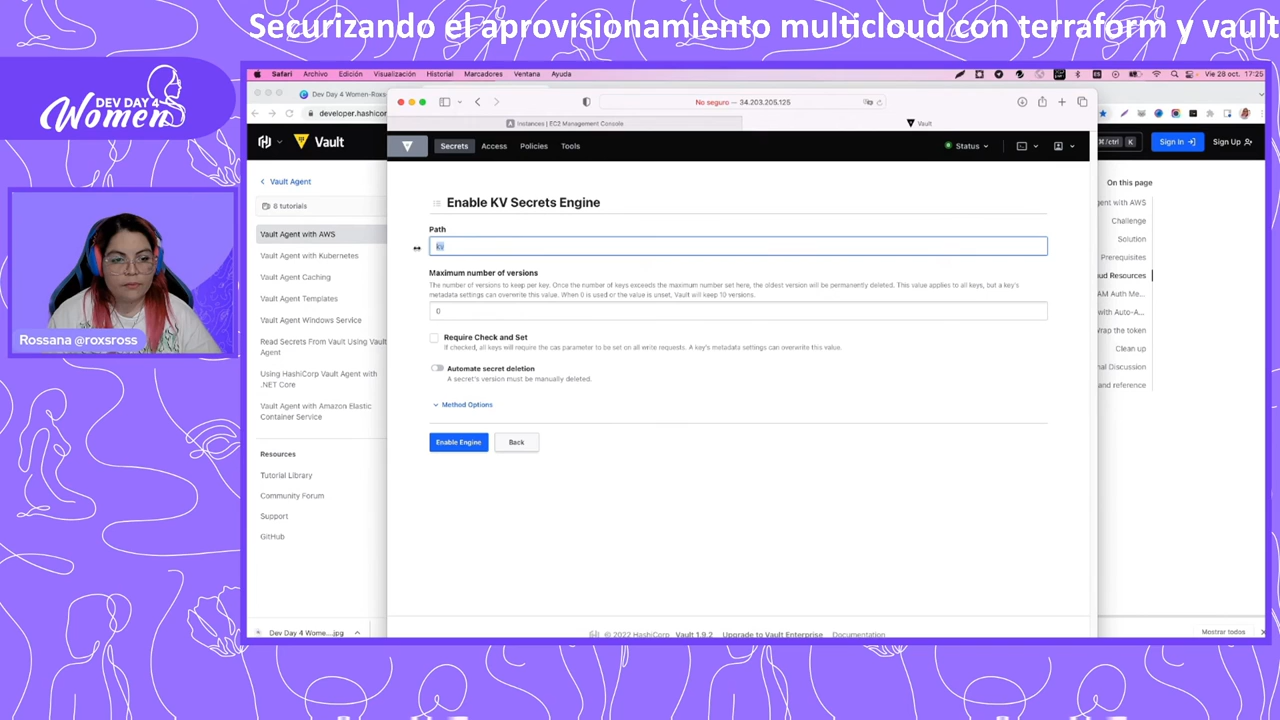 Securizando el aprovisionamiento multicloud con terraform y vault
DEV DAY 4
Women
Rossana @roxsross
Safari Archivo Edición Visualización Historial Marcadores Ventana Ayuda
Vie 28 oct. 17:25
Dev Day 4 Women-Roxs
developer.hashicor
No seguro — 34.203.205.125
Instances | EC2 Management Console
Vault
Vault
Secrets Access Policies Tools
Status
⌘/ctrl K
Sign in
Sign Up
Vault Agent
8 tutorials
Vault Agent with AWS
Vault Agent with Kubernetes
Vault Agent Caching
Vault Agent Templates
Vault Agent Windows Service
Read Secrets From Vault Using Vault
Agent
Using HashiCorp Vault Agent with
.NET Core
Vault Agent with Amazon Elastic
Container Service
Resources
Tutorial Library
Community Forum
Support
GitHub
Enable KV Secrets Engine
Path
kv
Maximum number of versions
The number of versions to keep per key. Once the number of keys exceeds the maximum number set here, the oldest version will be permanently deleted. This value applies to all keys, but a key's
metadata settings can overwrite this value. When 0 is used or the value is unset, Vault will keep 10 versions.
0
Require Check and Set
If checked, all keys will require the cas parameter to be set on all write requests. A key's metadata settings can overwrite this value.
Automate secret deletion
A secret's version must be manually deleted.
Method Options
Enable Engine
Back
© 2022 HashiCorp Vault 1.9.2 Upgrade to Vault Enterprise Documentation
On this page
gent with AWS
Challenge
Solution
Prerequisites
ud Resources
AM Auth Me...
with Auto-A...
Wrap the token
Clean up
nal Discussion
and reference
Dev Day 4 Wome....jpg
Mostrar todos